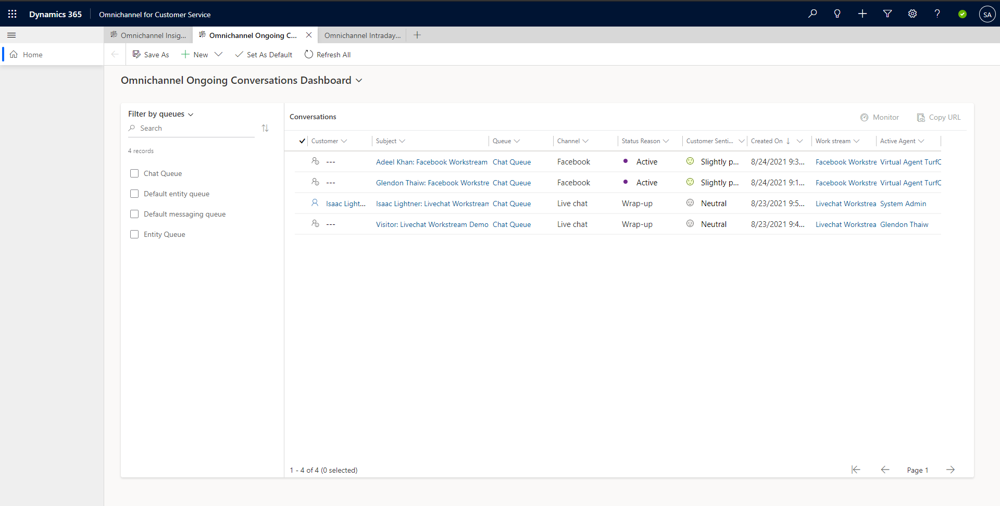 Dynamics 365 Omnichannel for Customer Service SA
Omnichannel Insig... Omnichannel Ongoing C... Omnichannel Intraday...
Home
Save As New Set As Default Refresh All
Omnichannel Ongoing Conversations Dashboard
Filter by queues
Search
4 records
Chat Queue
Default entity queue
Default messaging queue
Entity Queue
Conversations Monitor Copy URL
Customer Subject Queue Channel Status Reason Customer Senti... Created On Work stream Active Agent
--- Adeel Khan: Facebook Workstream Chat Queue Facebook Active Slightly p... 8/24/2021 9:3... Facebook Workstre Virtual Agent TurfC
--- Glendon Thaiw: Facebook Workstre Chat Queue Facebook Active Slightly p... 8/24/2021 9:1... Facebook Workstre Virtual Agent TurfC
Isaac Light... Isaac Lightner: Livechat Workstream Chat Queue Live chat Wrap-up Neutral 8/23/2021 9:5... Livechat Workstrea System Admin
--- Visitor: Livechat Workstream Demo Chat Queue Live chat Wrap-up Neutral 8/23/2021 9:4... Livechat Workstrea Glendon Thaiw
1 - 4 of 4 (0 selected) Page 1